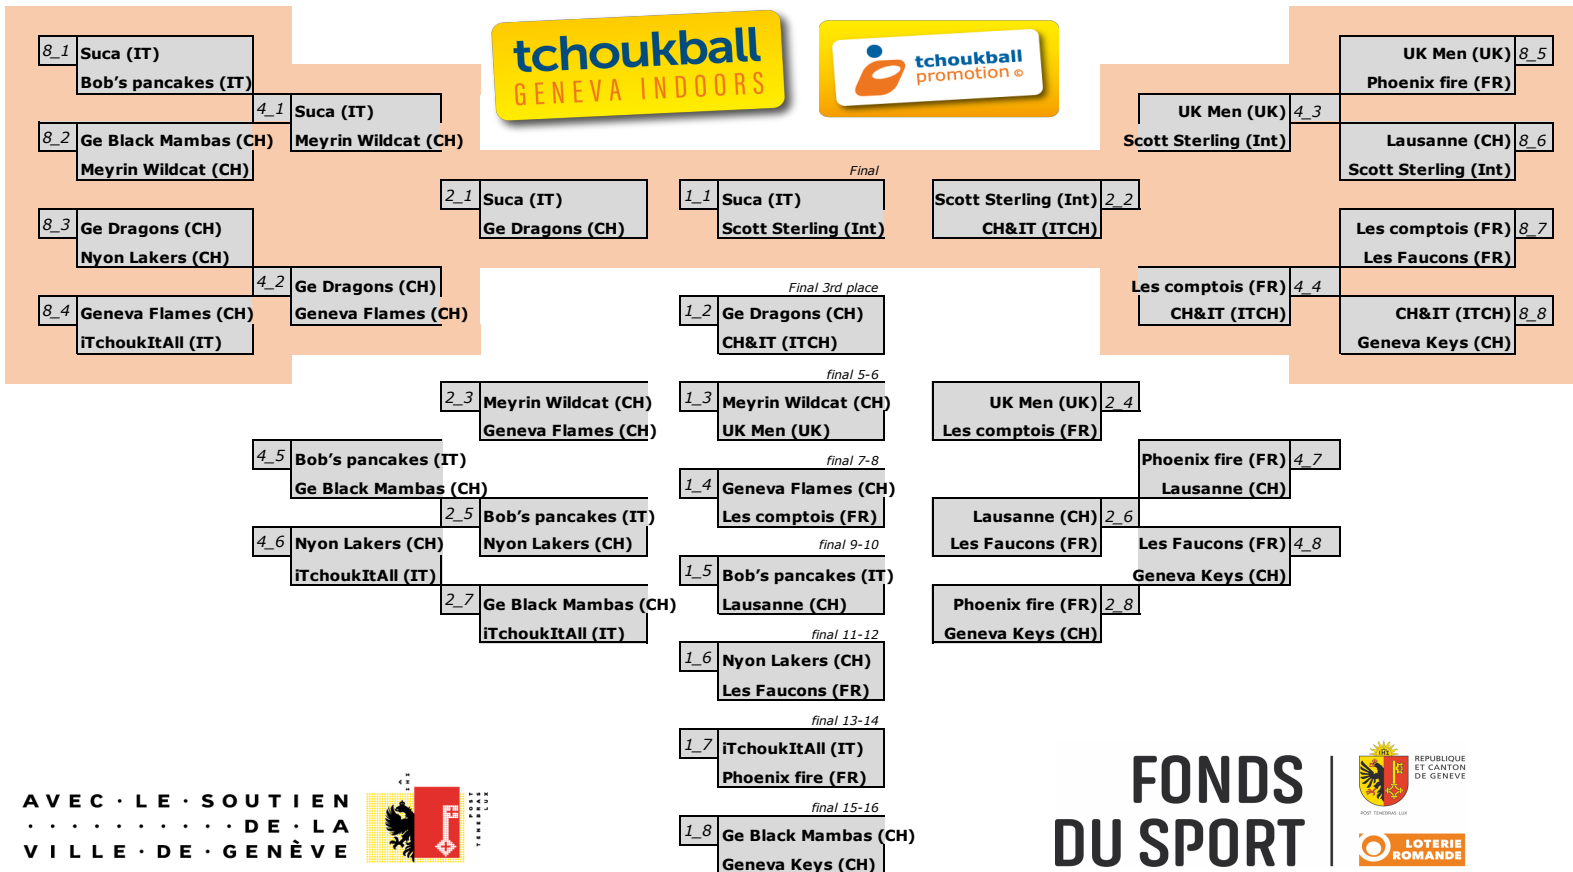 tchoukball
GENEVA INDOORS
tchoukball
promotion ©
8_1 Suca (IT)
Bob's pancakes (IT)
8_2 Ge Black Mambas (CH)
Meyrin Wildcat (CH)
8_3 Ge Dragons (CH)
Nyon Lakers (CH)
8_4 Geneva Flames (CH)
iTchoukItAll (IT)
4_1 Suca (IT)
Meyrin Wildcat (CH)
4_2 Ge Dragons (CH)
Geneva Flames (CH)
2_1 Suca (IT)
Ge Dragons (CH)
Final
1_1 Suca (IT)
Scott Sterling (Int)
Scott Sterling (Int) 2_2
CH&IT (ITCH)
UK Men (UK) 4_3
Scott Sterling (Int)
Les comptois (FR) 4_4
CH&IT (ITCH)
UK Men (UK) 8_5
Phoenix fire (FR)
Lausanne (CH) 8_6
Scott Sterling (Int)
Les comptois (FR) 8_7
Les Faucons (FR)
CH&IT (ITCH) 8_8
Geneva Keys (CH)
Final 3rd place
1_2 Ge Dragons (CH)
CH&IT (ITCH)
2_3 Meyrin Wildcat (CH)
Geneva Flames (CH)
final 5-6
1_3 Meyrin Wildcat (CH)
UK Men (UK)
UK Men (UK) 2_4
Les comptois (FR)
4_5 Bob's pancakes (IT)
Ge Black Mambas (CH)
4_6 Nyon Lakers (CH)
iTchoukItAll (IT)
2_5 Bob's pancakes (IT)
Nyon Lakers (CH)
2_7 Ge Black Mambas (CH)
iTchoukItAll (IT)
final 7-8
1_4 Geneva Flames (CH)
Les comptois (FR)
final 9-10
1_5 Bob's pancakes (IT)
Lausanne (CH)
final 11-12
1_6 Nyon Lakers (CH)
Les Faucons (FR)
final 13-14
1_7 iTchoukItAll (IT)
Phoenix fire (FR)
final 15-16
1_8 Ge Black Mambas (CH)
Geneva Keys (CH)
Lausanne (CH) 2_6
Les Faucons (FR)
Phoenix fire (FR) 2_8
Geneva Keys (CH)
Phoenix fire (FR) 4_7
Lausanne (CH)
Les Faucons (FR) 4_8
Geneva Keys (CH)
AVEC·LE·SOUTIEN
··········DE·LA
VILLE·DE·GENÈVE
POST
TENEBRAS
LUX
FONDS
DU SPORT
REPUBLIQUE
ET CANTON
DE GENEVE
POST TENEBRAS LUX
LOTERIE
ROMANDE